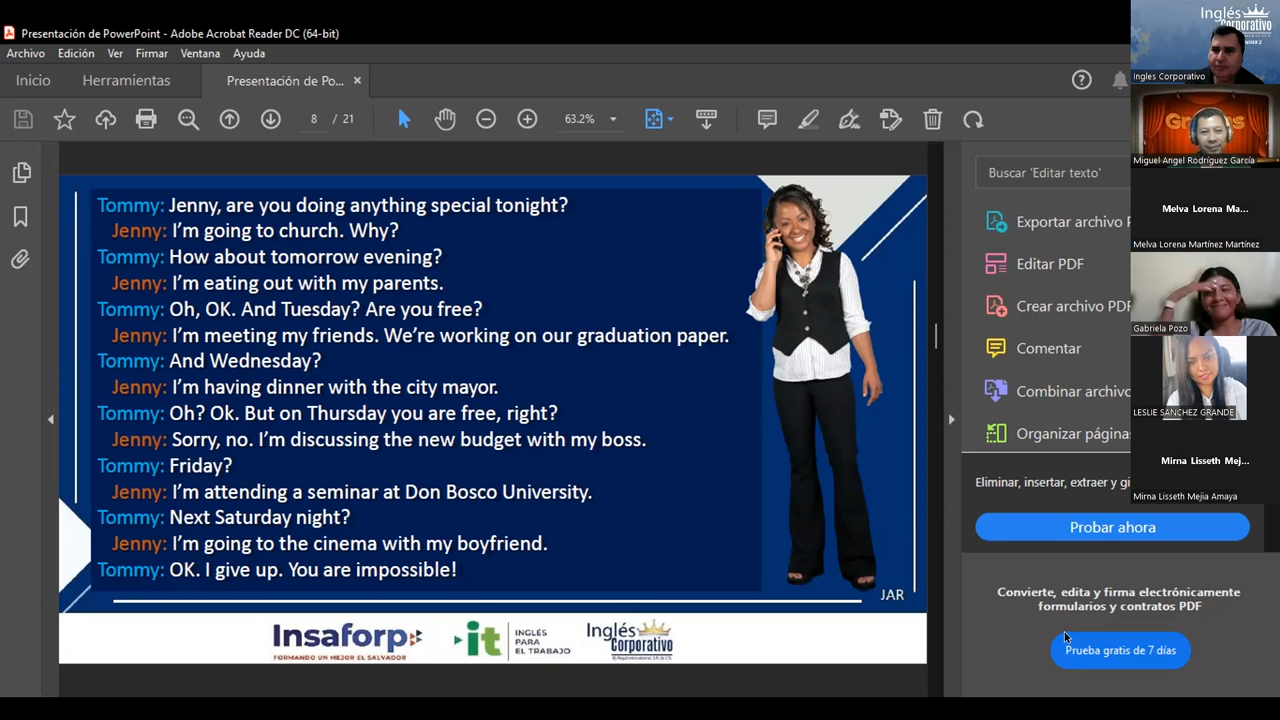 Presentación de PowerPoint - Adobe Acrobat Reader DC (64-bit)
Archivo Edición Ver Firmar Ventana Ayuda
Inicio Herramientas Presentación de Po...
8 / 21 63.2%
Buscar 'Editar texto'
Exportar archivo P
Editar PDF
Crear archivo PDF
Comentar
Combinar archivo
Organizar página
Eliminar, insertar, extraer y gi
Probar ahora
Convierte, edita y firma electrónicamente
formularios y contratos PDF
Prueba gratis de 7 días
Tommy: Jenny, are you doing anything special tonight?
Jenny: I'm going to church. Why?
Tommy: How about tomorrow evening?
Jenny: I'm eating out with my parents.
Tommy: Oh, OK. And Tuesday? Are you free?
Jenny: I'm meeting my friends. We're working on our graduation paper.
Tommy: And Wednesday?
Jenny: I'm having dinner with the city mayor.
Tommy: Oh? Ok. But on Thursday you are free, right?
Jenny: Sorry, no. I'm discussing the new budget with my boss.
Tommy: Friday?
Jenny: I'm attending a seminar at Don Bosco University.
Tommy: Next Saturday night?
Jenny: I'm going to the cinema with my boyfriend.
Tommy: OK. I give up. You are impossible!
JAR
Insaforp
FORMANDO UN MEJOR EL SALVADOR
it
INGLÉS
PARA
EL TRABAJO
Inglés
Corporativo
Inglés
Corporativo
Ingles Corporativo
Miguel Angel Rodríguez García
Melva Lorena Ma...
Melva Lorena Martínez Martínez
Gabriela Pozo
LESLIE SANCHEZ GRANDE
Mirna Lisseth Mej...
Mirna Lisseth Mejia Amaya